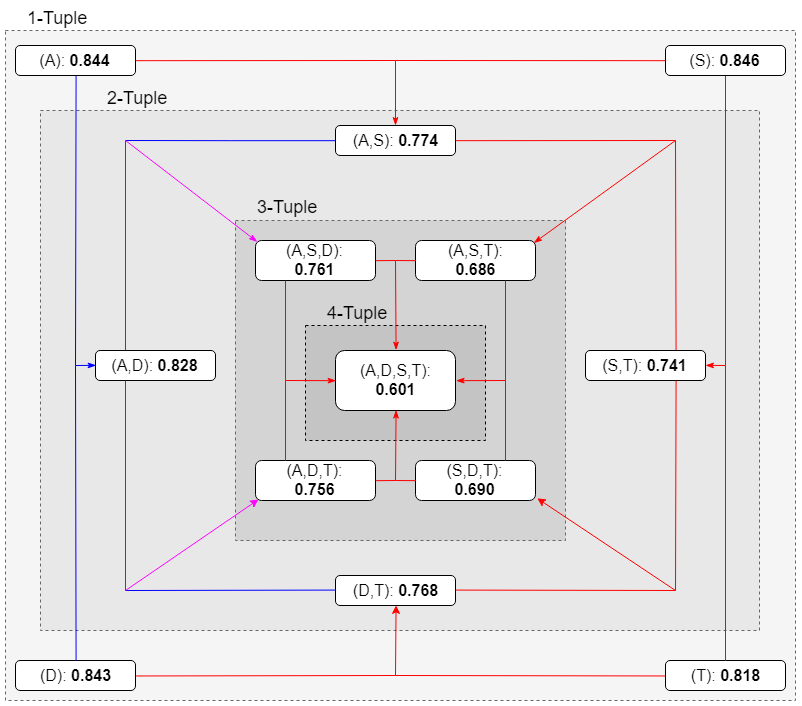 1-Tuple
(A): 0.844
(S): 0.846
2-Tuple
(A,S): 0.774
3-Tuple
(A,S,D):
0.761
(A,S,T):
0.686
4-Tuple
(A,D): 0.828
(A,D,S,T):
0.601
(S,T): 0.741
(A,D,T):
0.756
(S,D,T):
0.690
(D,T): 0.768
(D): 0.843
(T): 0.818